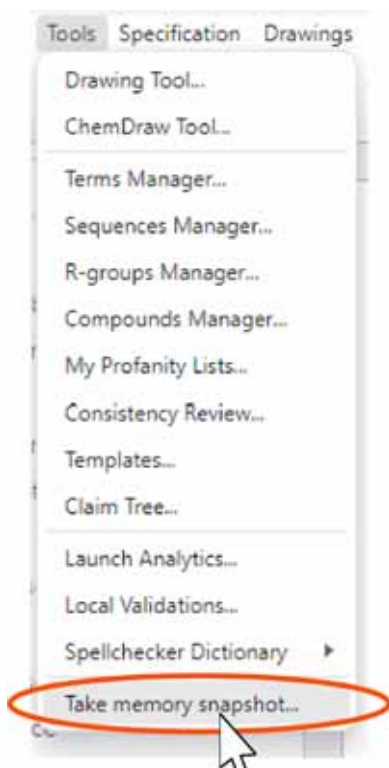 Tools Specification Drawings
Drawing Tool...
ChemDraw Tool...
Terms Manager...
Sequences Manager...
R-groups Manager...
Compounds Manager...
My Profanity Lists...
Consistency Review...
Templates...
Claim Tree...
Launch Analytics...
Local Validations...
Spellchecker Dictionary
Take memory snapshot...